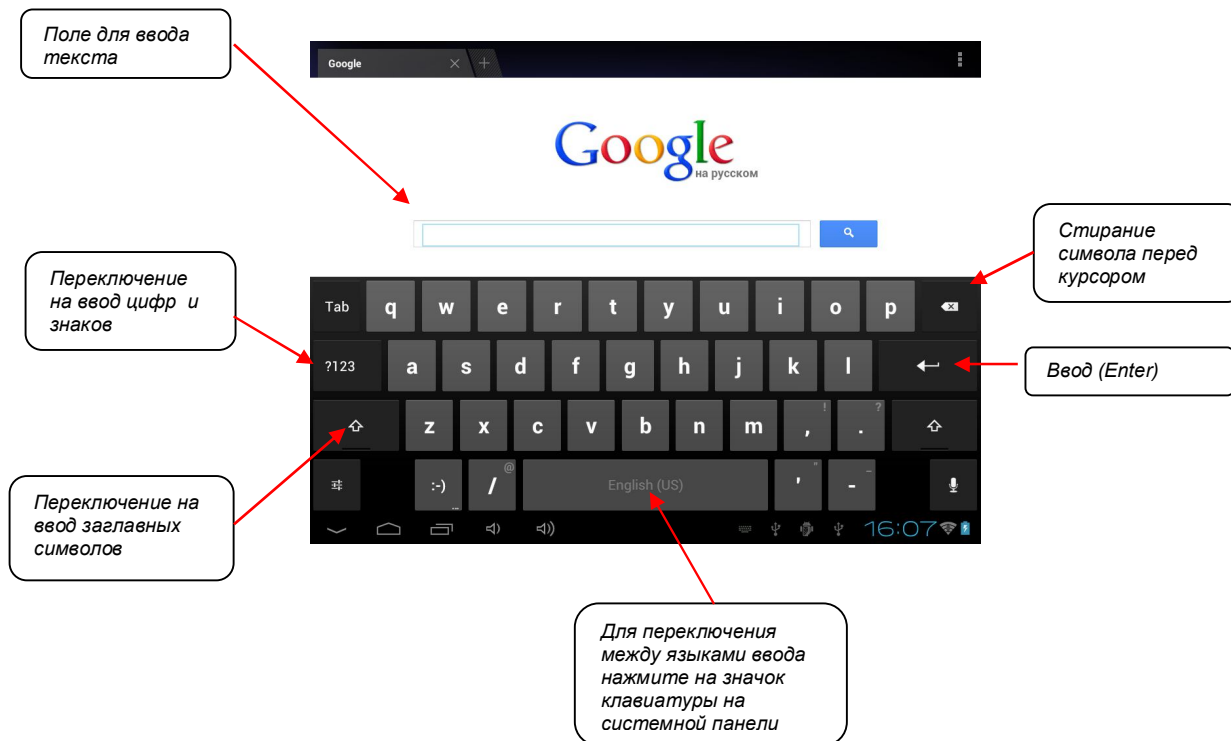 Поле для ввода
текста
Google
Google
на русском
Переключение
на ввод цифр и
знаков
Стирание
символа перед
курсором
Tab q w e r t y u i o p
?123 a s d f g h j k l
Ввод (Enter)
z x c v b n m , ! . ?
:-) ... / @ English (US) ' " - _
Переключение на
ввод заглавных
символов
16:07
Для переключения
между языками ввода
нажмите на значок
клавиатуры на
системной панели